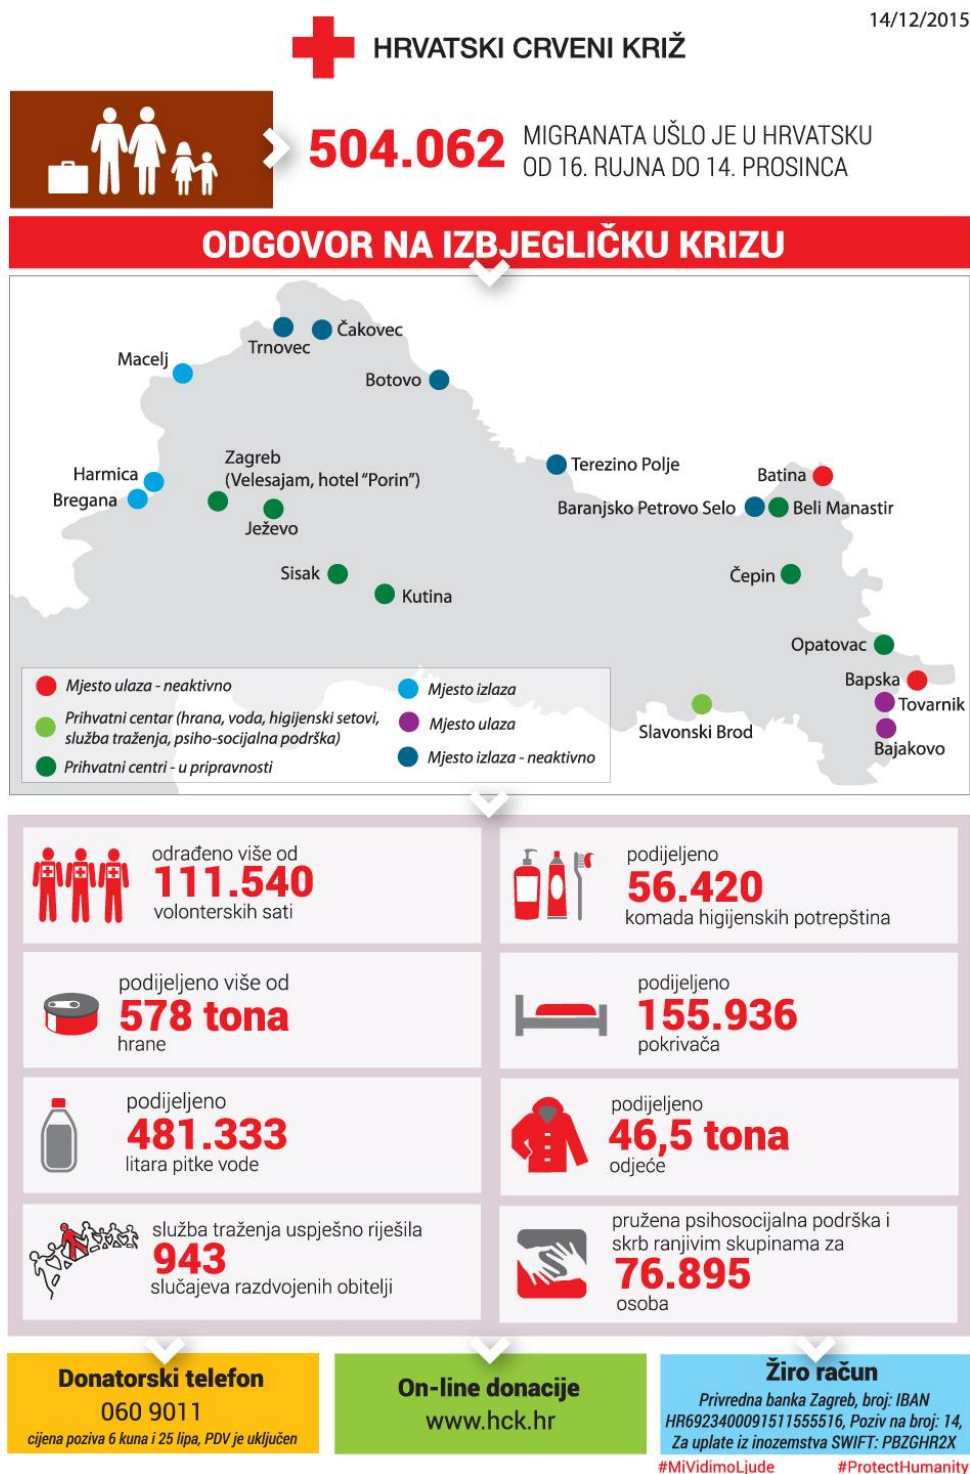 14/12/2015
HRVATSKI CRVENI KRIŽ
504.062
MIGRANATA UŠLO JE U HRVATSKU
OD 16. RUJNA DO 14. PROSINCA
ODGOVOR NA IZBJEGLIČKU KRIZU
Trnovec
Čakovec
Macelj
Botovo
Harmica
Bregana
Zagreb
(Velesajam, hotel "Porin")
Ježevo
Sisak
Kutina
Terezino Polje
Batina
Baranjsko Petrovo Selo
Beli Manastir
Čepin
Opatovac
Bapska
Tovarnik
Bajakovo
Slavonski Brod
Mjesto ulaza - neaktivno
Prihvatni centar (hrana, voda, higijenski setovi,
služba traženja, psiho-socijalna podrška)
Prihvatni centri - u pripravnosti
Mjesto izlaza
Mjesto ulaza
Mjesto izlaza - neaktivno
odrađeno više od
111.540
volonterskih sati
podijeljeno
56.420
komada higijenskih potrepština
podijeljeno više od
578 tona
hrane
podijeljeno
155.936
pokrivača
podijeljeno
481.333
litara pitke vode
podijeljeno
46,5 tona
odjeće
služba traženja uspješno riješila
943
slučajeva razdvojenih obitelji
pružena psihosocijalna podrška i
skrb ranjivim skupinama za
76.895
osoba
Donatorski telefon
060 9011
cijena poziva 6 kuna i 25 lipa, PDV je uključen
On-line donacije
www.hck.hr
Žiro račun
Privredna banka Zagreb, broj: IBAN
HR6923400091511555516, Poziv na broj: 14,
Za uplate iz inozemstva SWIFT: PBZGHR2X
#MiVidimoLjude
#ProtectHumanity